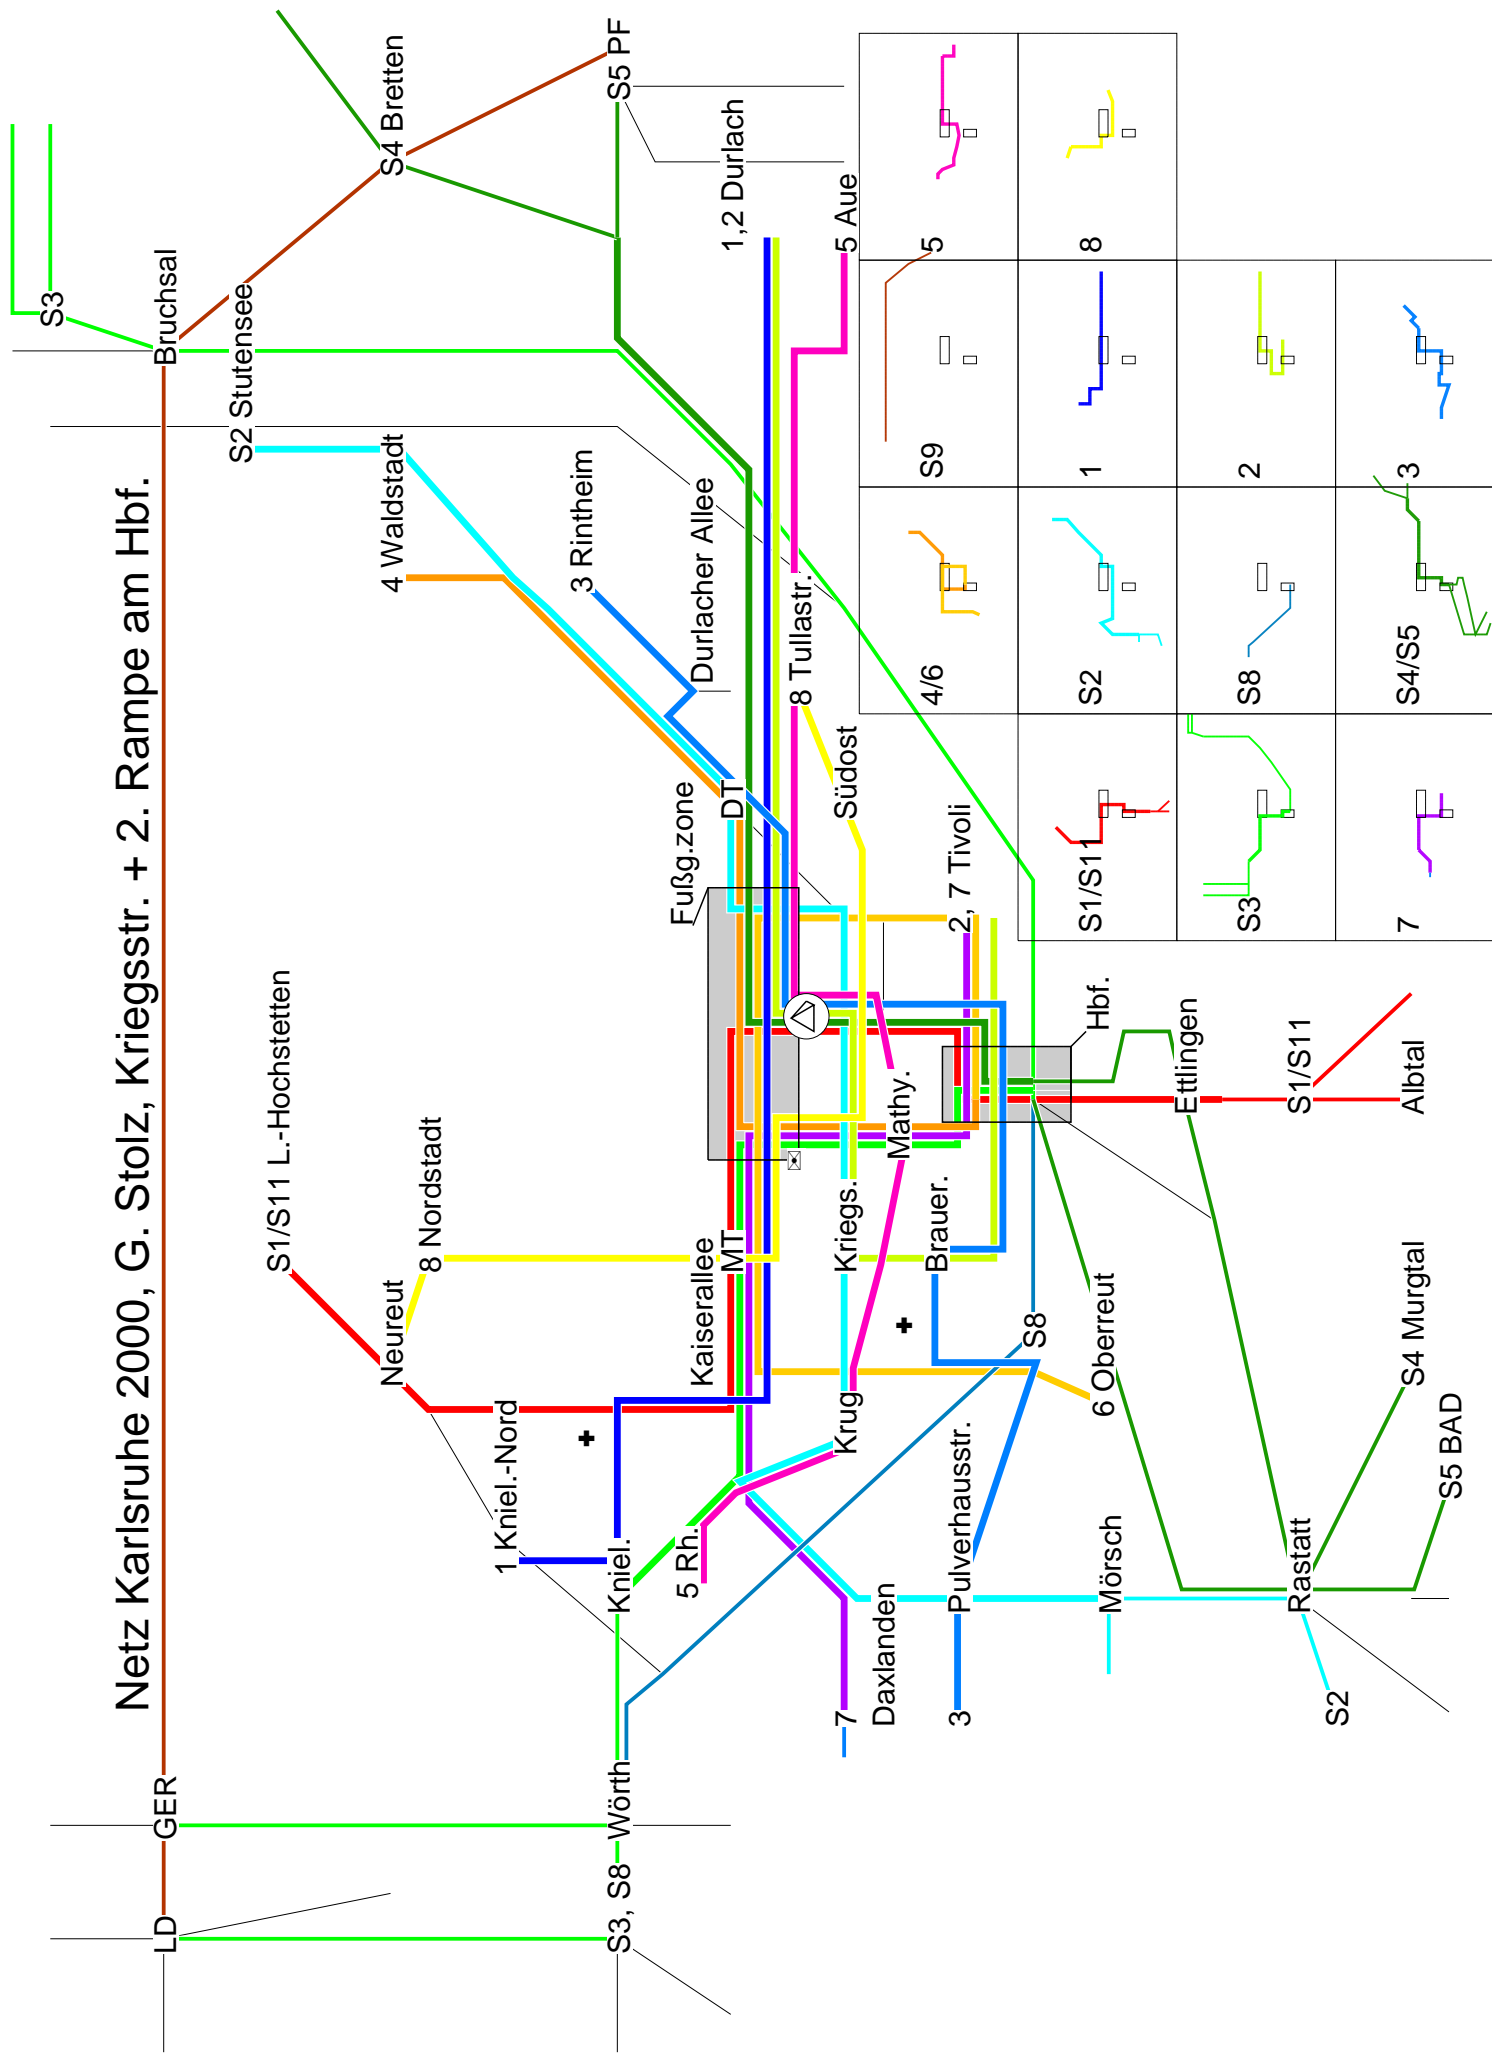 Netz Karlsruhe 2000, G. Stolz, Kriegsstr. + 2. Rampe am Hbf.
LD
GER
Bruchsal
S3
S2 Stutensee
S1/S11 L.-Hochstetten
Neureut
8 Nordstadt
4 Waldstadt
S4 Bretten
1 Kniel.-Nord
3 Rintheim
S3, S8
Wörth
Kniel.
S5 PF
5 Rh.
Kaiserallee
Fußg.zone
Durlacher Allee
MT
DT
1,2 Durlach
8 Tullastr.
7
Krug
Kriegs.
Südost
5 Aue
Daxlanden
Mathy.
3
Pulverhausstr.
Brauer.
2, 7 Tivoli
S8
Hbf.
6 Oberreut
Mörsch
Ettlingen
Rastatt
S1/S11
S2
S4 Murgtal
Albtal
S5 BAD
4/6
S9
5
S1/S11
S2
1
8
S3
S8
2
7
S4/S5
3